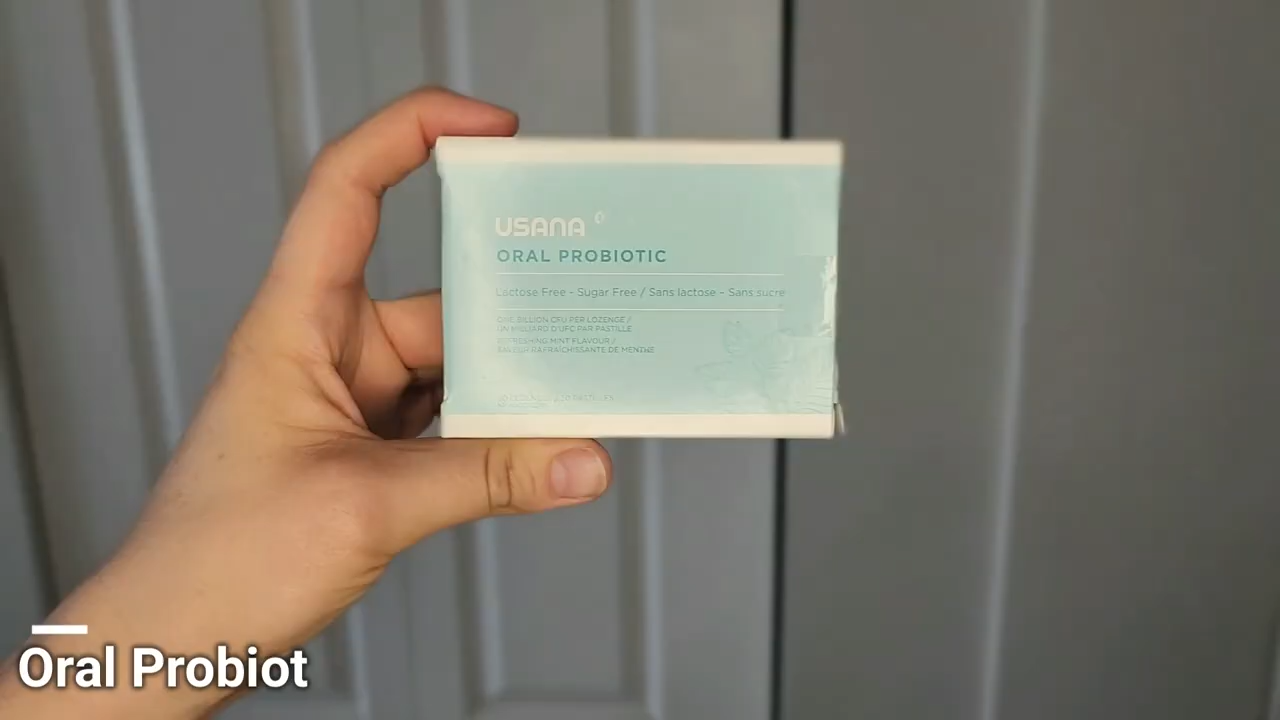 USANA
ORAL PROBIOTIC
Lactose Free - Sugar Free / Sans lactose - Sans sucre
ONE BILLION CFU PER LOZENGE /
UN MILLIARD D'UFC PAR PASTILLE
REFRESHING MINT FLAVOUR /
SAVEUR RAFRAÎCHISSANTE DE MENTHE
Oral Probiot